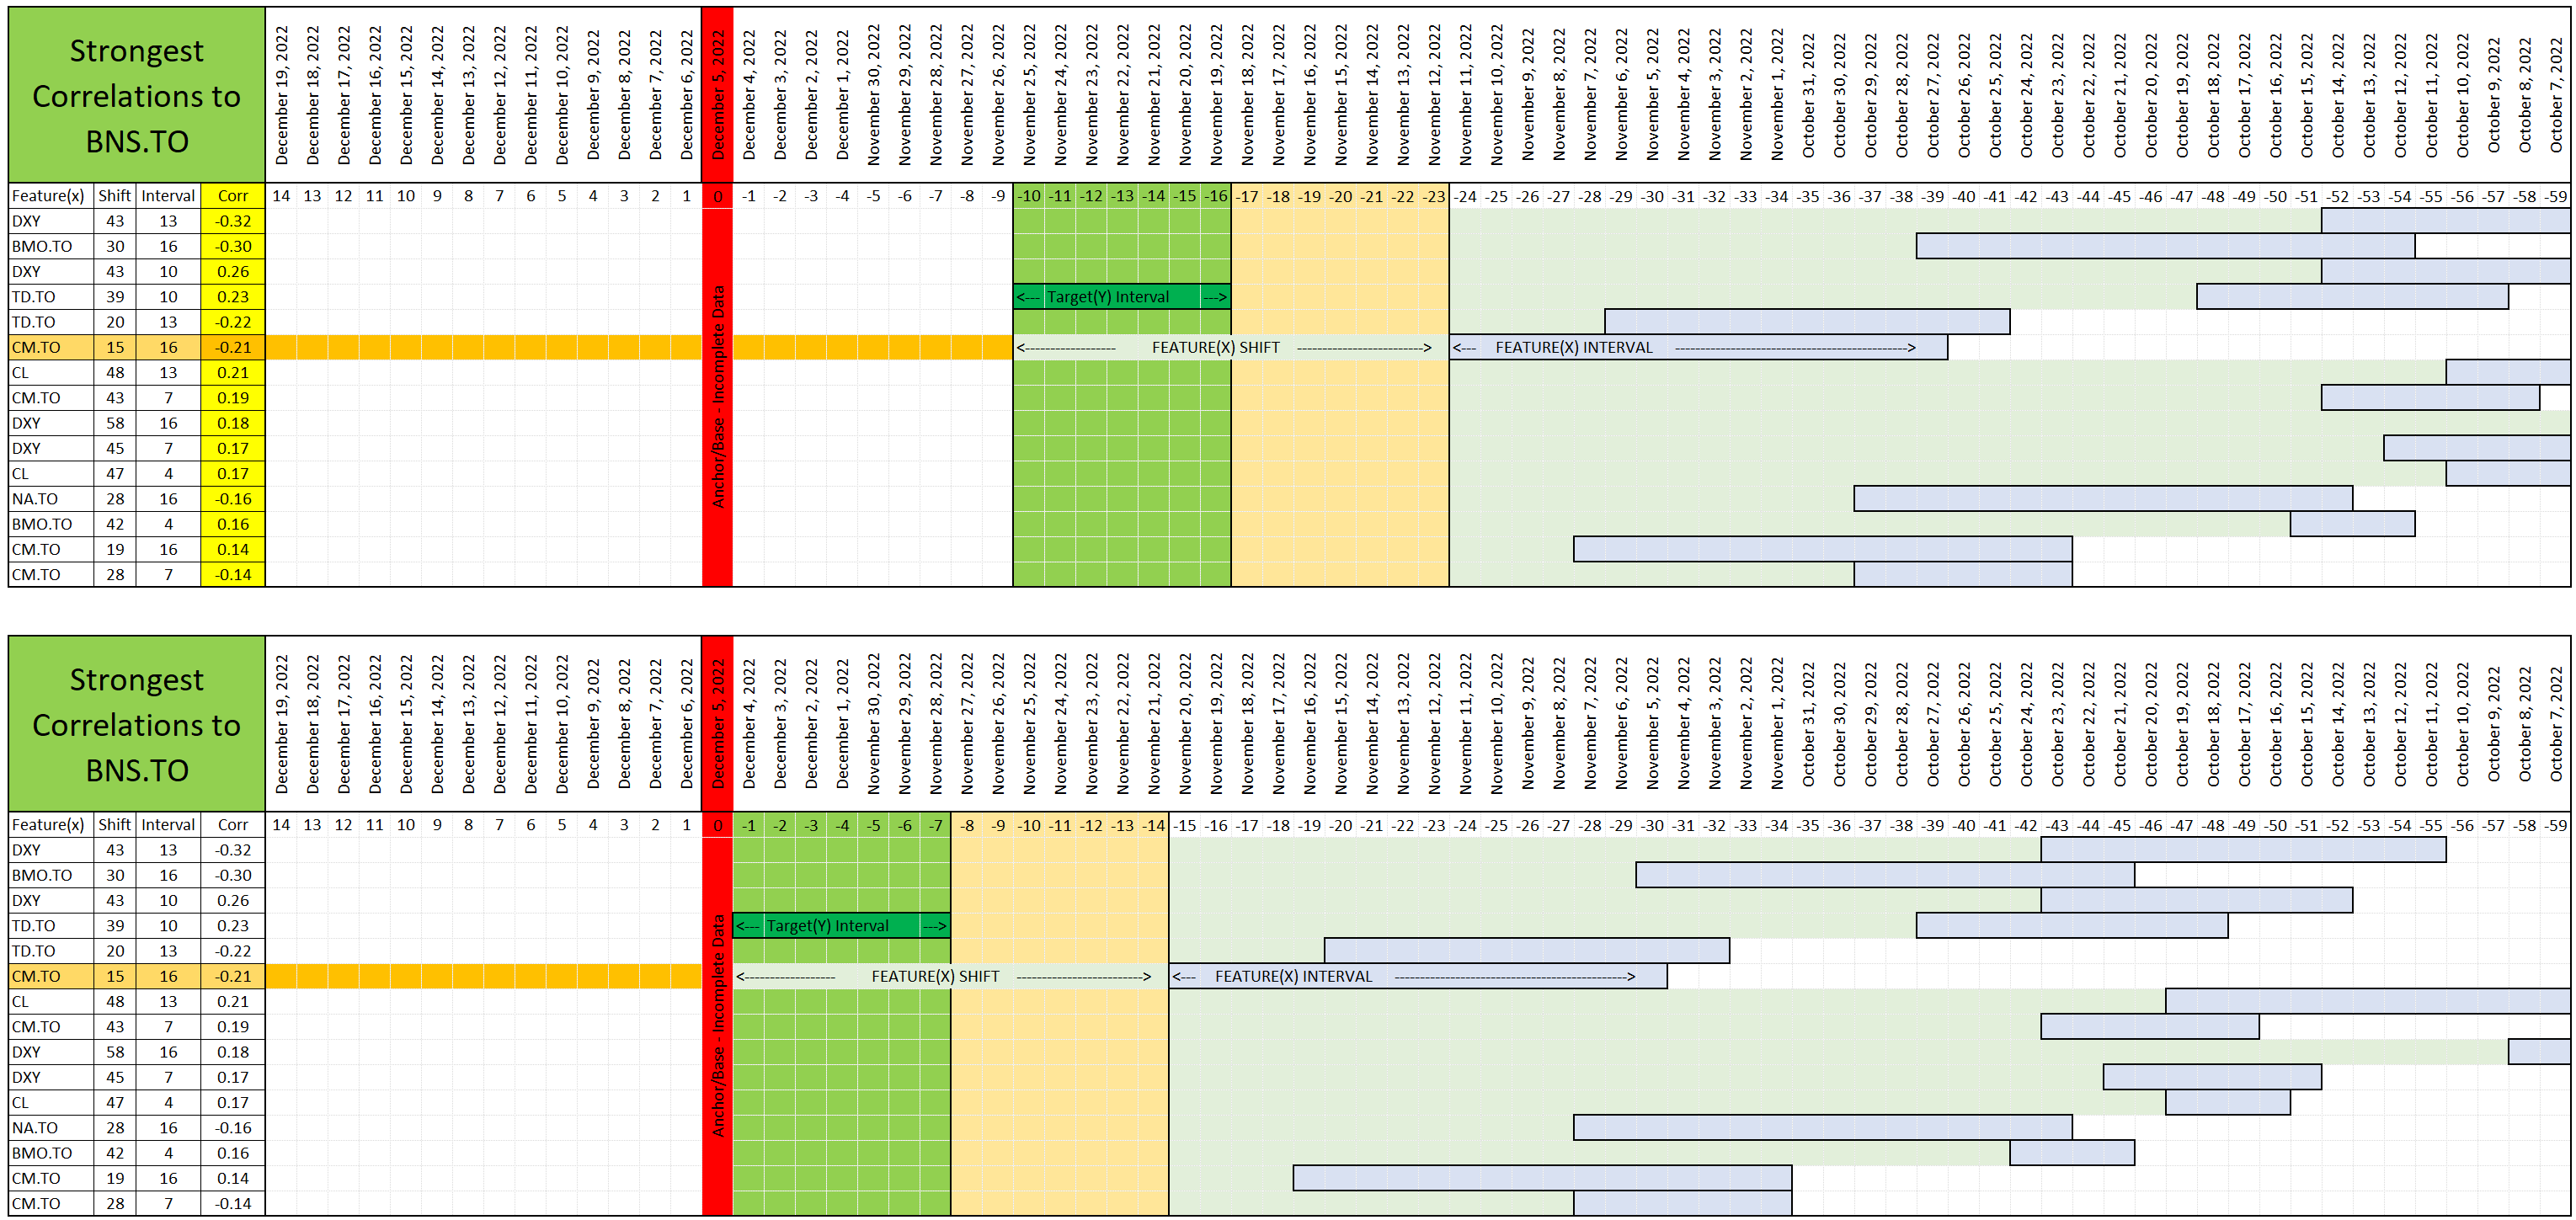 Strongest
Correlations to
BNS.TO
December 19, 2022
December 18, 2022
December 17, 2022
December 16, 2022
December 15, 2022
December 14, 2022
December 13, 2022
December 12, 2022
December 11, 2022
December 10, 2022
December 9, 2022
December 8, 2022
December 7, 2022
December 6, 2022
December 5, 2022
December 4, 2022
December 3, 2022
December 2, 2022
December 1, 2022
November 30, 2022
November 29, 2022
November 28, 2022
November 27, 2022
November 26, 2022
November 25, 2022
November 24, 2022
November 23, 2022
November 22, 2022
November 21, 2022
November 20, 2022
November 19, 2022
November 18, 2022
November 17, 2022
November 16, 2022
November 15, 2022
November 14, 2022
November 13, 2022
November 12, 2022
November 11, 2022
November 10, 2022
November 9, 2022
November 8, 2022
November 7, 2022
November 6, 2022
November 5, 2022
November 4, 2022
November 3, 2022
November 2, 2022
November 1, 2022
October 31, 2022
October 30, 2022
October 29, 2022
October 28, 2022
October 27, 2022
October 26, 2022
October 25, 2022
October 24, 2022
October 23, 2022
October 22, 2022
October 21, 2022
October 20, 2022
October 19, 2022
October 18, 2022
October 17, 2022
October 16, 2022
October 15, 2022
October 14, 2022
October 13, 2022
October 12, 2022
October 11, 2022
October 10, 2022
October 9, 2022
October 8, 2022
October 7, 2022
Feature(x) Shift Interval Corr 14 13 12 11 10 9 8 7 6 5 4 3 2 1 0 -1 -2 -3 -4 -5 -6 -7 -8 -9 -10 -11 -12 -13 -14 -15 -16 -17 -18 -19 -20 -21 -22 -23 -24 -25 -26 -27 -28 -29 -30 -31 -32 -33 -34 -35 -36 -37 -38 -39 -40 -41 -42 -43 -44 -45 -46 -47 -48 -49 -50 -51 -52 -53 -54 -55 -56 -57 -58 -59
DXY 43 13 -0.32
BMO.TO 30 16 -0.30
DXY 43 10 0.26
TD.TO 39 10 0.23 <--- Target(Y) Interval --->
TD.TO 20 13 -0.22
CM.TO 15 16 -0.21 <----------------- FEATURE(X) SHIFT -----------------------> <--- FEATURE(X) INTERVAL ----------------------------------------->
CL 48 13 0.21
CM.TO 43 7 0.19
DXY 58 16 0.18
DXY 45 7 0.17
CL 47 4 0.17
NA.TO 28 16 -0.16
BMO.TO 42 4 0.16
CM.TO 19 16 0.14
CM.TO 28 7 -0.14
Anchor/Base - Incomplete Data
Strongest
Correlations to
BNS.TO
December 19, 2022
December 18, 2022
December 17, 2022
December 16, 2022
December 15, 2022
December 14, 2022
December 13, 2022
December 12, 2022
December 11, 2022
December 10, 2022
December 9, 2022
December 8, 2022
December 7, 2022
December 6, 2022
December 5, 2022
December 4, 2022
December 3, 2022
December 2, 2022
December 1, 2022
November 30, 2022
November 29, 2022
November 28, 2022
November 27, 2022
November 26, 2022
November 25, 2022
November 24, 2022
November 23, 2022
November 22, 2022
November 21, 2022
November 20, 2022
November 19, 2022
November 18, 2022
November 17, 2022
November 16, 2022
November 15, 2022
November 14, 2022
November 13, 2022
November 12, 2022
November 11, 2022
November 10, 2022
November 9, 2022
November 8, 2022
November 7, 2022
November 6, 2022
November 5, 2022
November 4, 2022
November 3, 2022
November 2, 2022
November 1, 2022
October 31, 2022
October 30, 2022
October 29, 2022
October 28, 2022
October 27, 2022
October 26, 2022
October 25, 2022
October 24, 2022
October 23, 2022
October 22, 2022
October 21, 2022
October 20, 2022
October 19, 2022
October 18, 2022
October 17, 2022
October 16, 2022
October 15, 2022
October 14, 2022
October 13, 2022
October 12, 2022
October 11, 2022
October 10, 2022
October 9, 2022
October 8, 2022
October 7, 2022
Feature(x) Shift Interval Corr 14 13 12 11 10 9 8 7 6 5 4 3 2 1 0 -1 -2 -3 -4 -5 -6 -7 -8 -9 -10 -11 -12 -13 -14 -15 -16 -17 -18 -19 -20 -21 -22 -23 -24 -25 -26 -27 -28 -29 -30 -31 -32 -33 -34 -35 -36 -37 -38 -39 -40 -41 -42 -43 -44 -45 -46 -47 -48 -49 -50 -51 -52 -53 -54 -55 -56 -57 -58 -59
DXY 43 13 -0.32
BMO.TO 30 16 -0.30
DXY 43 10 0.26
TD.TO 39 10 0.23 <--- Target(Y) Interval --->
TD.TO 20 13 -0.22
CM.TO 15 16 -0.21 <------------------- FEATURE(X) SHIFT -----------------------> <--- FEATURE(X) INTERVAL ----------------------------------------->
CL 48 13 0.21
CM.TO 43 7 0.19
DXY 58 16 0.18
DXY 45 7 0.17
CL 47 4 0.17
NA.TO 28 16 -0.16
BMO.TO 42 4 0.16
CM.TO 19 16 0.14
CM.TO 28 7 -0.14
Anchor/Base - Incomplete Data